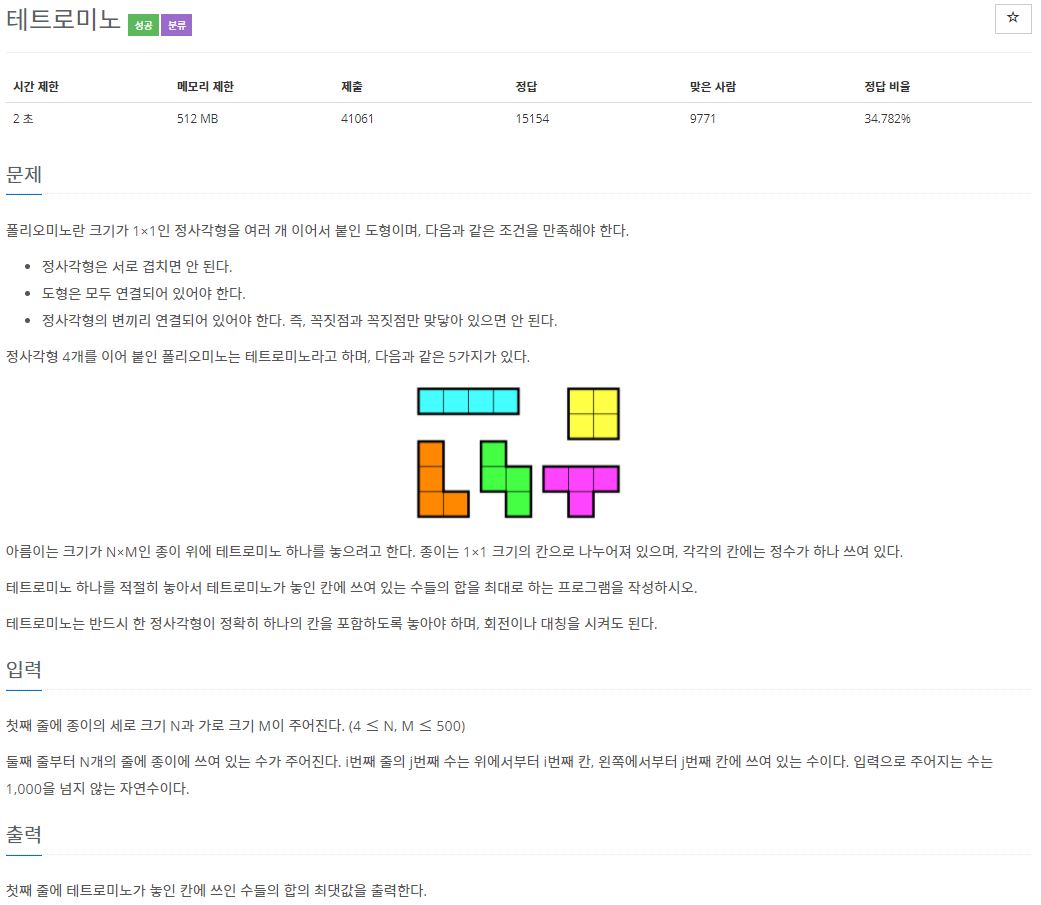 테트로미노 성공 분류
☆
시간 제한 메모리 제한 제출 정답 맞은 사람 정답 비율
2 초 512 MB 41061 15154 9771 34.782%
문제
폴리오미노란 크기가 1×1인 정사각형을 여러 개 이어서 붙인 도형이며, 다음과 같은 조건을 만족해야 한다.
• 정사각형은 서로 겹치면 안 된다.
• 도형은 모두 연결되어 있어야 한다.
• 정사각형의 변끼리 연결되어 있어야 한다. 즉, 꼭짓점과 꼭짓점만 맞닿아 있으면 안 된다.
정사각형 4개를 이어 붙인 폴리오미노는 테트로미노라고 하며, 다음과 같은 5가지가 있다.
아름이는 크기가 N×M인 종이 위에 테트로미노 하나를 놓으려고 한다. 종이는 1×1 크기의 칸으로 나누어져 있으며, 각각의 칸에는 정수가 하나 쓰여 있다.
테트로미노 하나를 적절히 놓아서 테트로미노가 놓인 칸에 쓰여 있는 수들의 합을 최대로 하는 프로그램을 작성하시오.
테트로미노는 반드시 한 정사각형이 정확히 하나의 칸을 포함하도록 놓아야 하며, 회전이나 대칭을 시켜도 된다.
입력
첫째 줄에 종이의 세로 크기 N과 가로 크기 M이 주어진다. (4 ≤ N, M ≤ 500)
둘째 줄부터 N개의 줄에 종이에 쓰여 있는 수가 주어진다. i번째 줄의 j번째 수는 위에서부터 i번째 칸, 왼쪽에서부터 j번째 칸에 쓰여 있는 수이다. 입력으로 주어지는 수는
1,000을 넘지 않는 자연수이다.
출력
첫째 줄에 테트로미노가 놓인 칸에 쓰인 수들의 합의 최댓값을 출력한다.